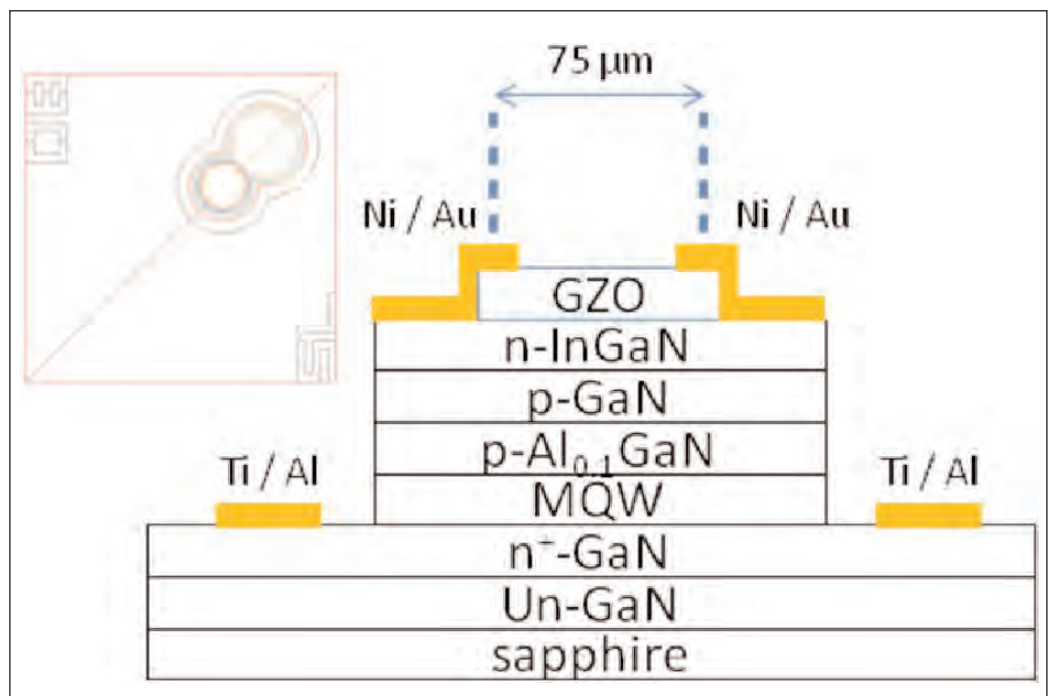 75 μm
Ni / Au
Ni / Au
GZO
n-InGaN
p-GaN
p-Al₀.₁GaN
Ti / Al
Ti / Al
MQW
n⁺-GaN
Un-GaN
sapphire